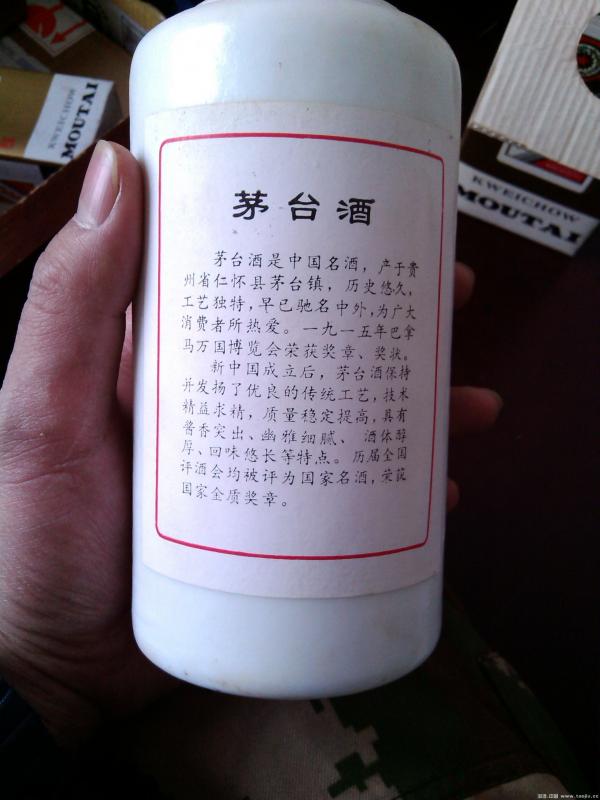 茅台酒
茅台酒是中国名酒，产于贵
州省仁怀县茅台镇，历史悠久，
工艺独特，早已驰名中外，为广大
消费者所热爱。一九一五年巴拿
马万国博览会荣获奖章、奖状。
新中国成立后，茅台酒保持
并发扬了优良的传统工艺，技术
精益求精，质量稳定提高，具有
酱香突出、幽雅细腻、酒体醇
厚、回味悠长等特点。历届全国
评酒会均被评为国家名酒，荣获
国家金质奖章。
KWEICHOW
MOUTAI
KWEICHOW
MOUTAI
www.taojiu.cc